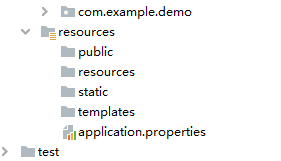 com.example.demo
resources
public
resources
static
templates
application.properties
test